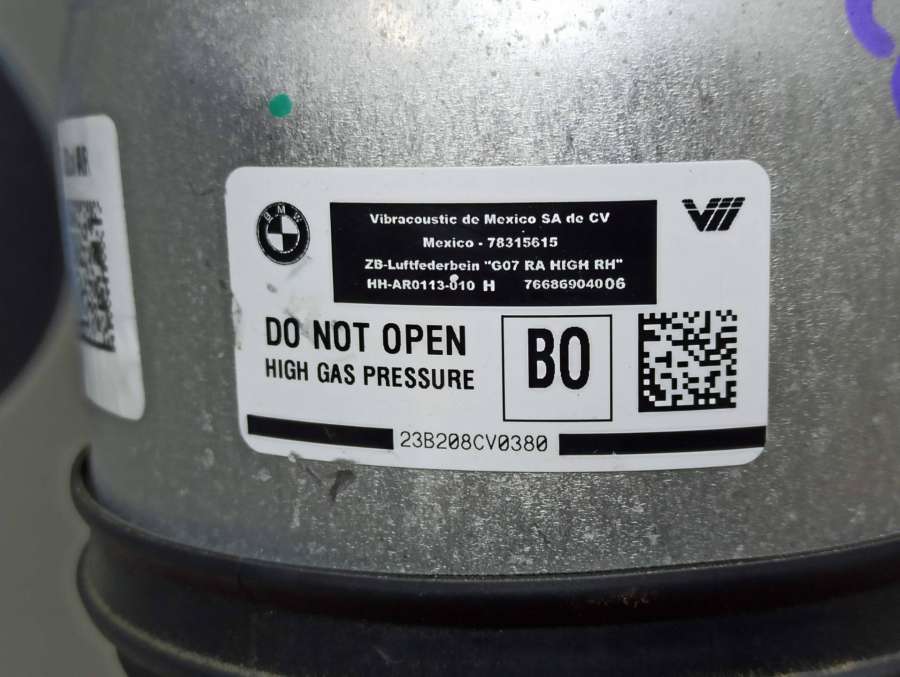 BMW
Vibracoustic de Mexico SA de CV
Mexico - 78315615
ZB-Luftfederbein "G07 RA HIGH RH"
HH-AR0113-010 H 76686904006
DO NOT OPEN
HIGH GAS PRESSURE
BO
23B208CV0380